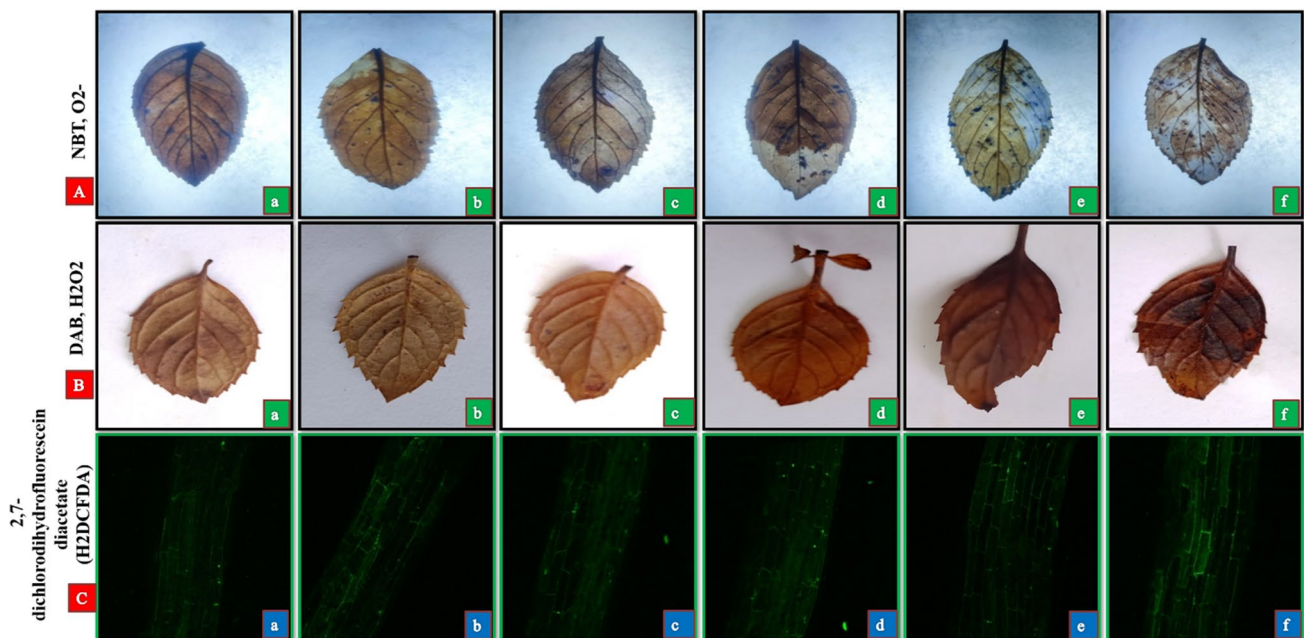 NBT, O2-
A
a
b
c
d
e
f
DAB, H2O2
B
a
b
c
d
e
f
2,7-
dichlorodihydrofluorescein
diacetate
(H2DCFDA)
C
a
b
c
d
e
f